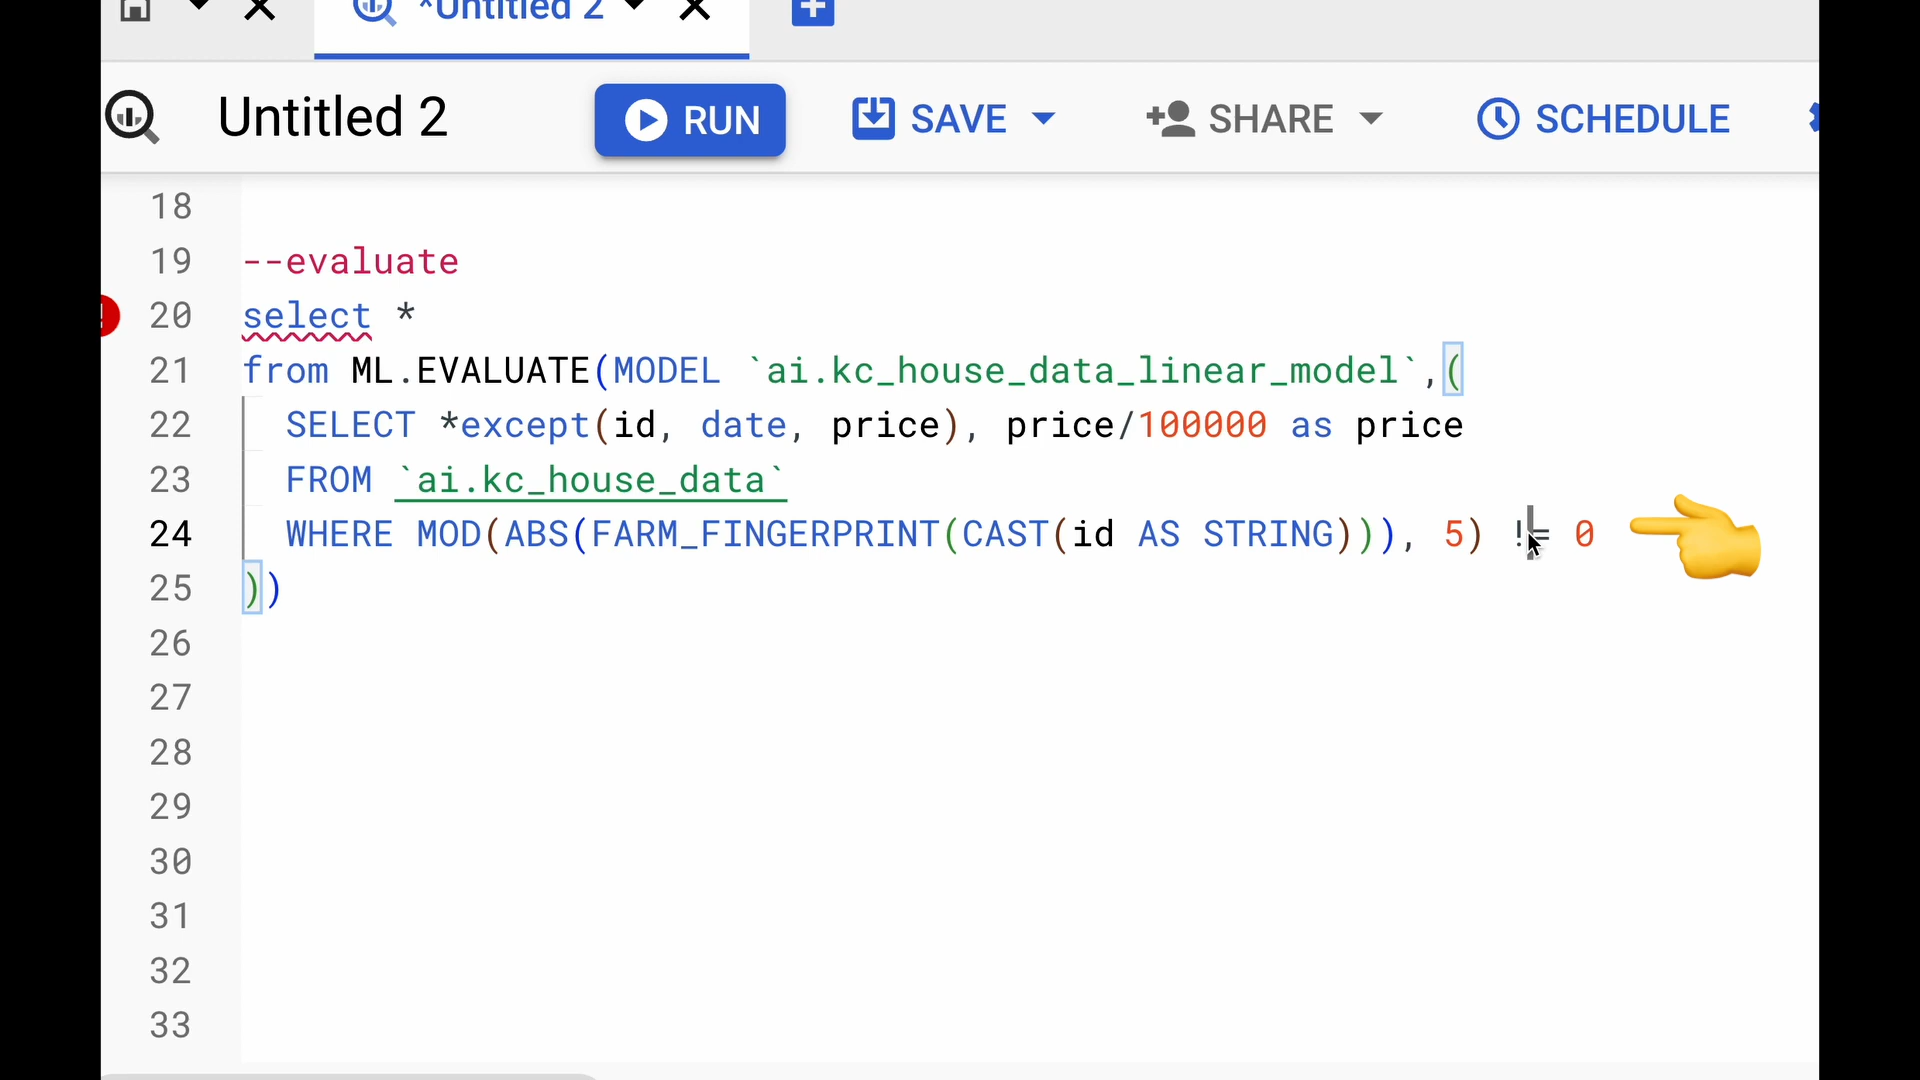 *Untitled 2
Untitled 2 RUN SAVE SHARE SCHEDULE
18
19 --evaluate
20 select *
21 from ML.EVALUATE(MODEL `ai.kc_house_data_linear_model`,(
22 SELECT *except(id, date, price), price/100000 as price
23 FROM `ai.kc_house_data`
24 WHERE MOD(ABS(FARM_FINGERPRINT(CAST(id AS STRING))), 5) != 0
25 ))
26
27
28
29
30
31
32
33